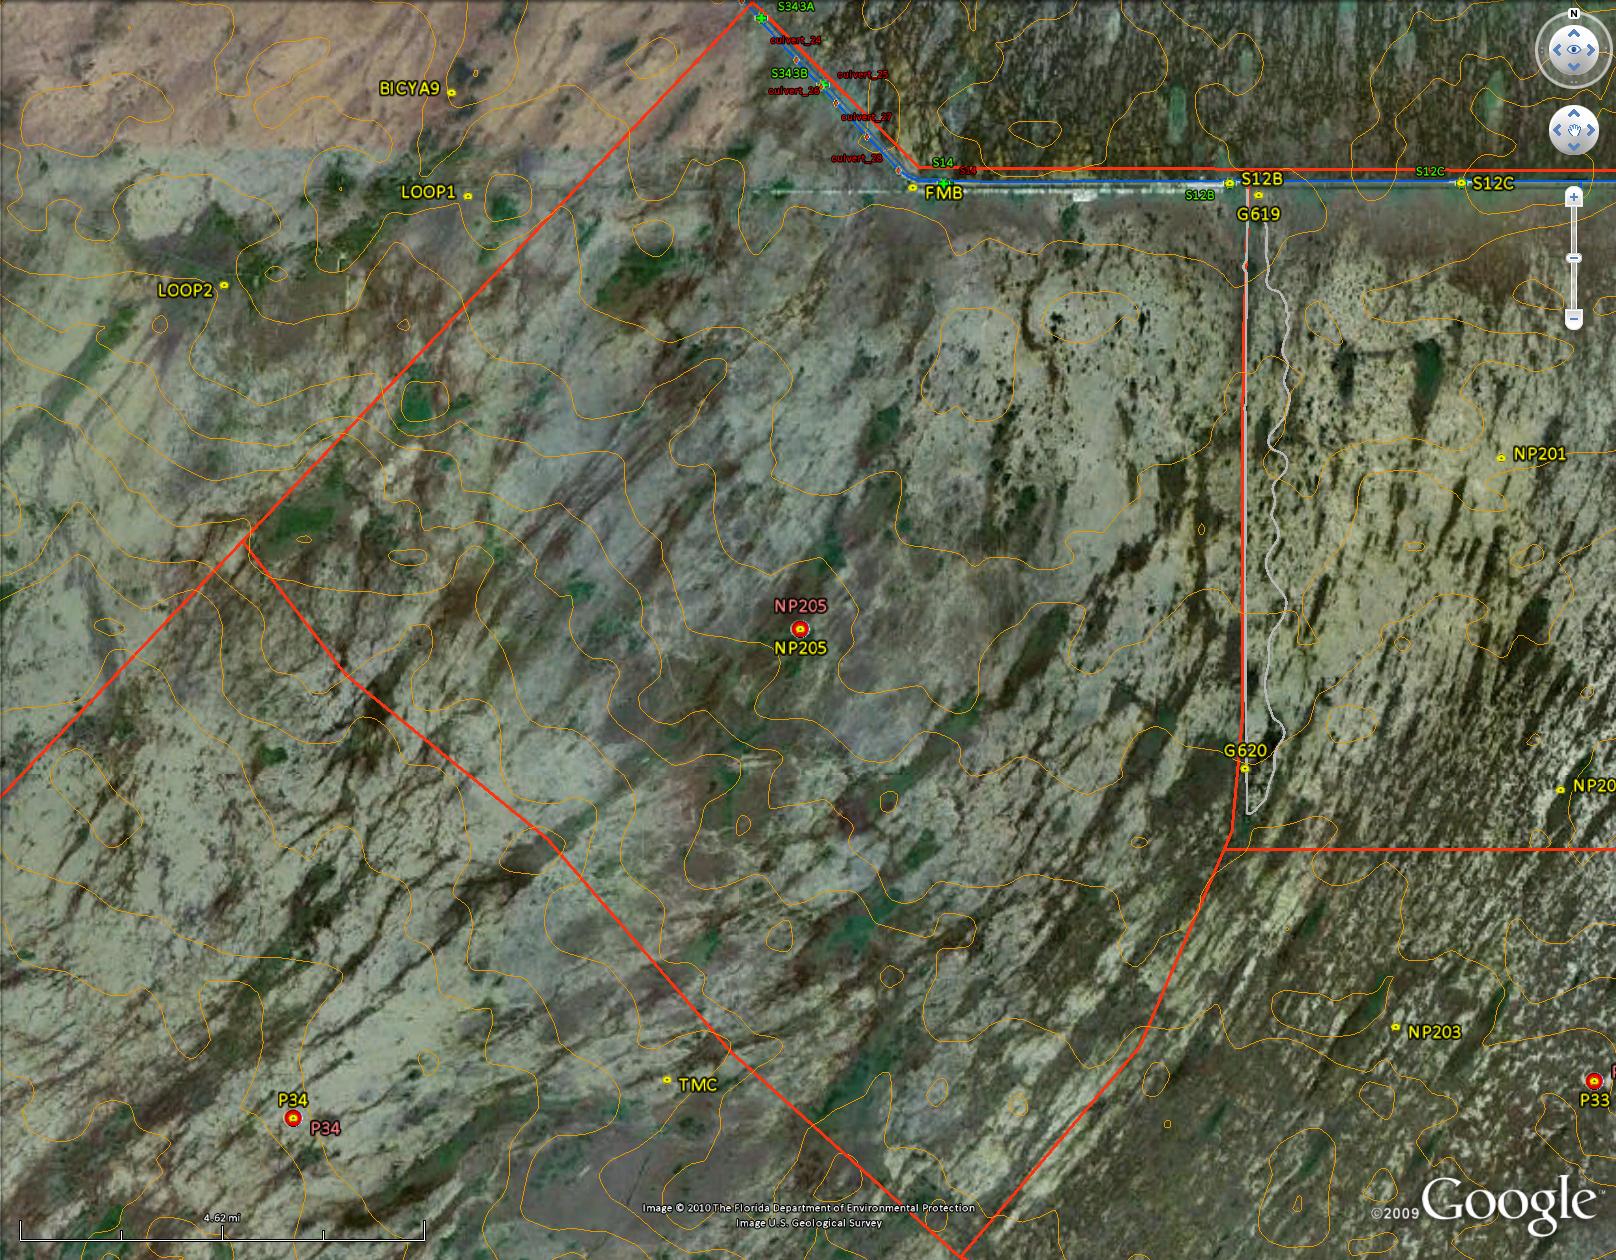 S343A
culvert_24
S343B
culvert_25
BICYA9
culvert_26
culvert_27
culvert_28
S14
S14
S12C
S12B
S12C
LOOP1
FMB
S12B
G619
LOOP2
N
NP201
NP205
NP205
G620
NP20
NP203
TMC
P34
P34
P33
4.62 mi
Image © 2010 The Florida Department of Environmental Protection
Image U.S. Geological Survey
©2009 Google™